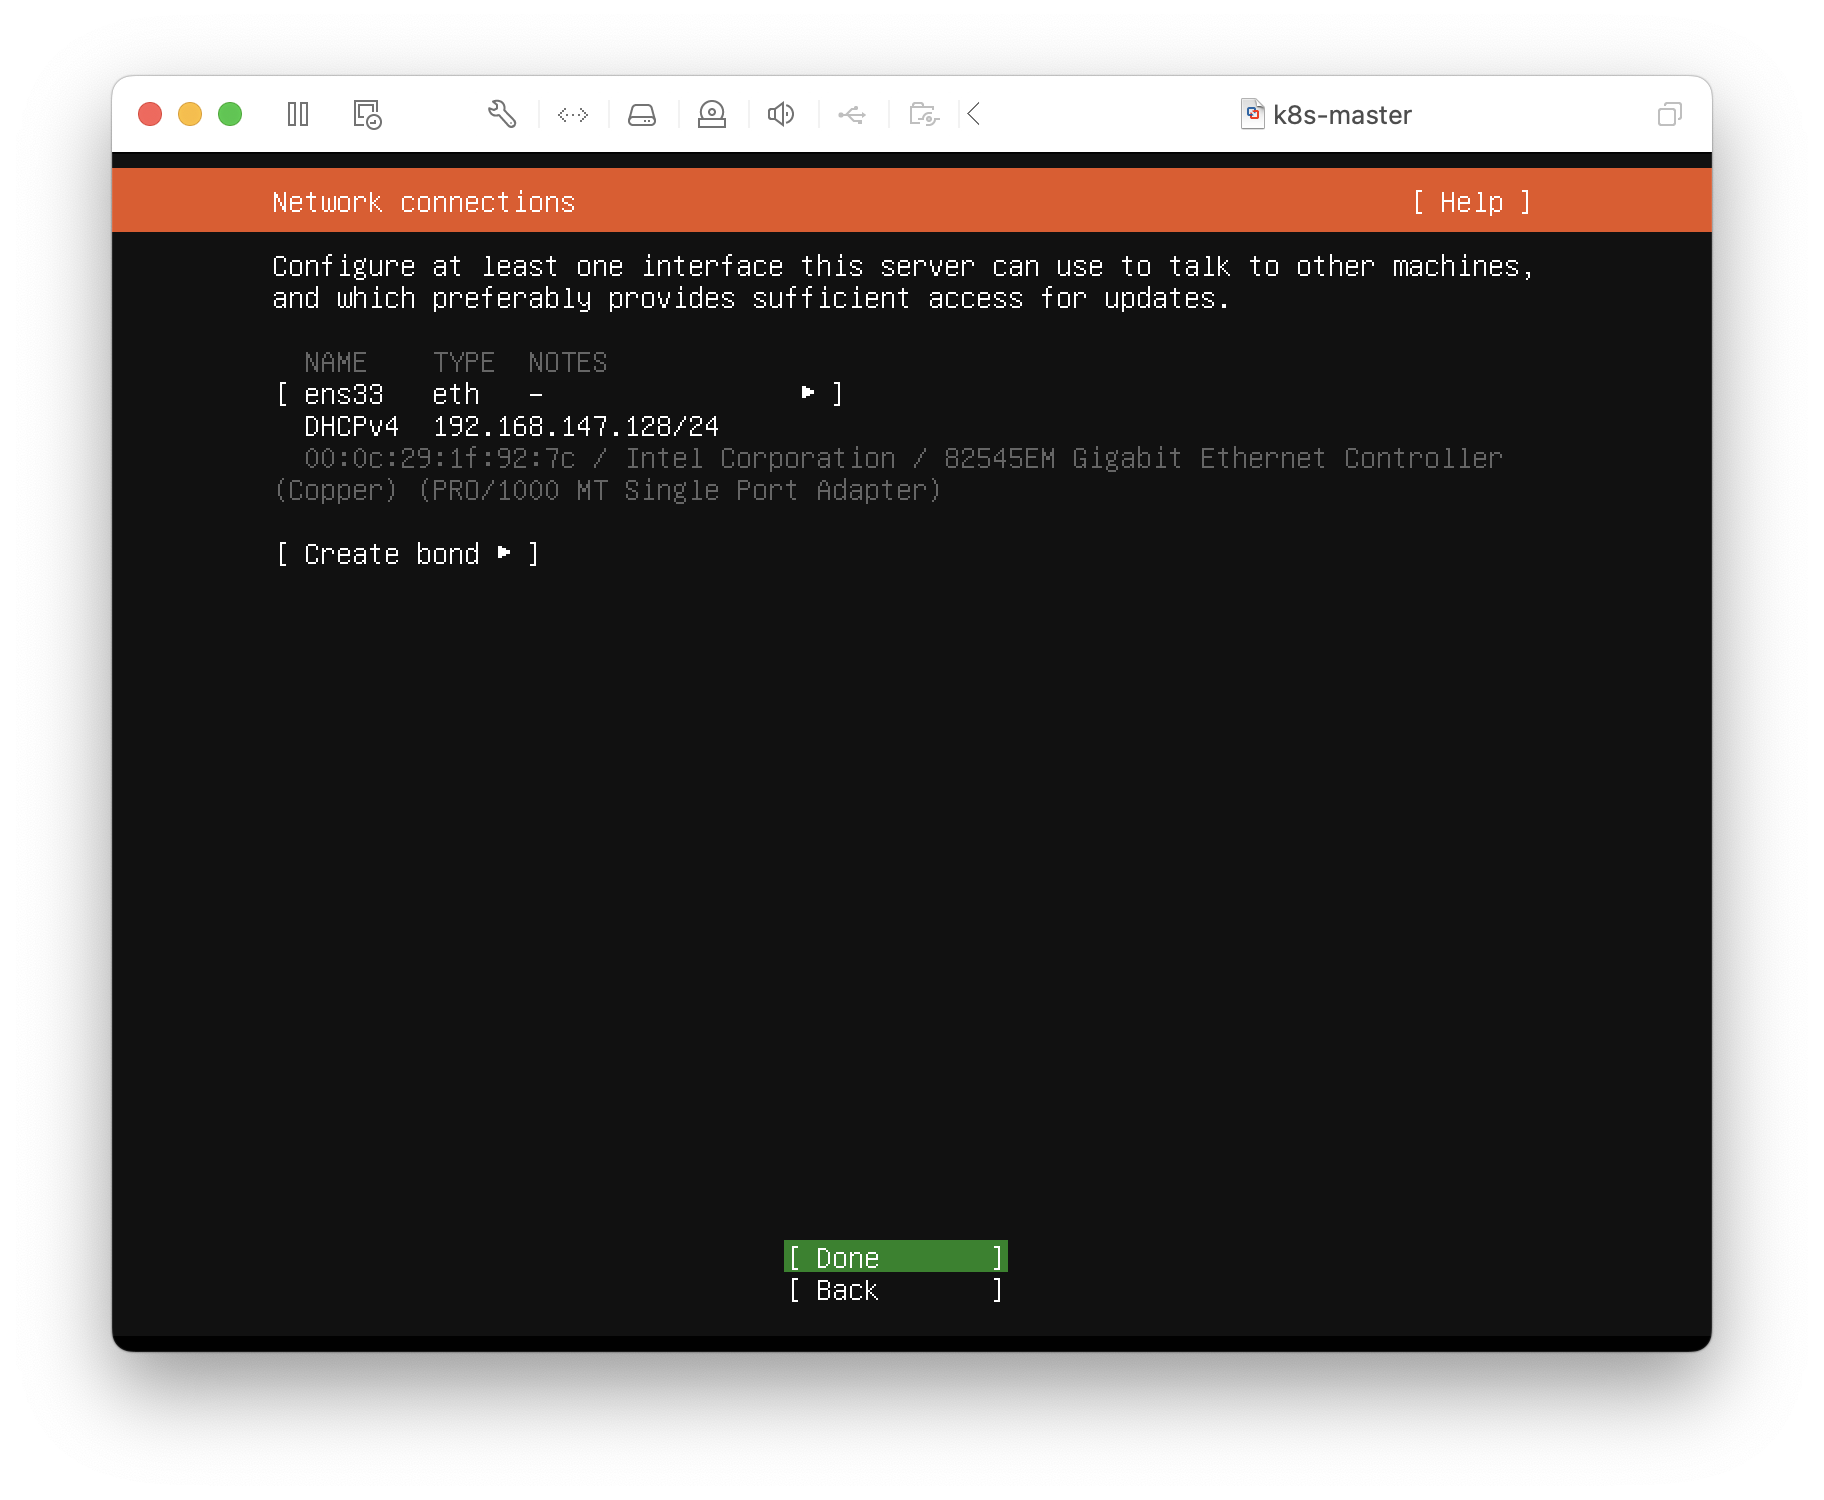 k8s-master
Network connections [ Help ]
Configure at least one interface this server can use to talk to other machines,
and which preferably provides sufficient access for updates.
NAME TYPE NOTES
[ ens33 eth - ▸ ]
DHCPv4 192.168.147.128/24
00:0c:29:1f:92:7c / Intel Corporation / 82545EM Gigabit Ethernet Controller
(Copper) (PRO/1000 MT Single Port Adapter)
[ Create bond ▸ ]
[ Done ]
[ Back ]